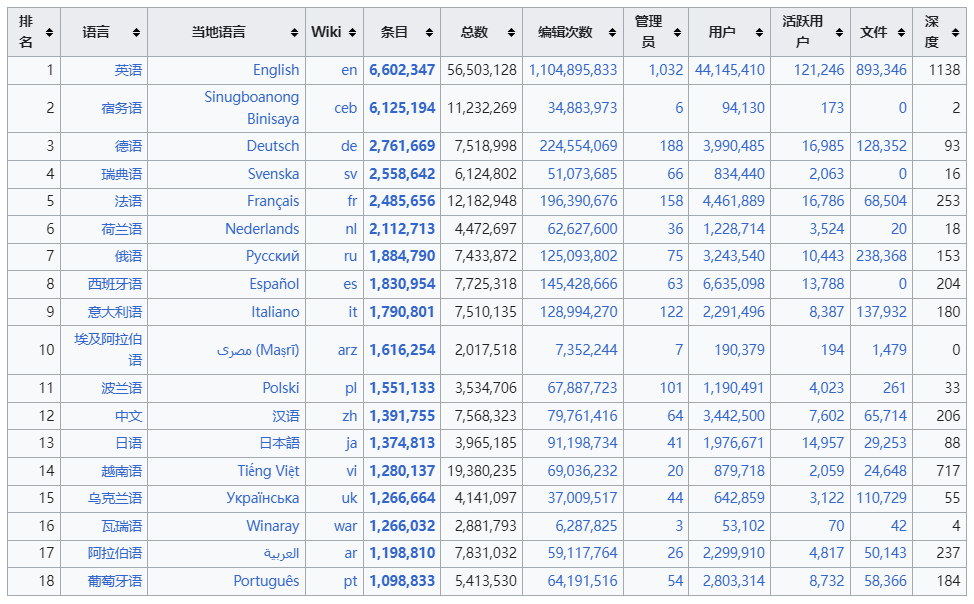 排名 语言 当地语言 Wiki 条目 总数 编辑次数 管理员 用户 活跃用户 文件 深度
1 英语 English en 6,602,347 56,503,128 1,104,895,833 1,032 44,145,410 121,246 893,346 1138
2 宿务语 Sinugboanong Binisaya ceb 6,125,194 11,232,269 34,883,973 6 94,130 173 0 2
3 德语 Deutsch de 2,761,669 7,518,998 224,554,069 188 3,990,485 16,985 128,352 93
4 瑞典语 Svenska sv 2,558,642 6,124,802 51,073,685 66 834,440 2,063 0 16
5 法语 Français fr 2,485,656 12,182,948 196,390,676 158 4,461,889 16,786 68,504 253
6 荷兰语 Nederlands nl 2,112,713 4,472,697 62,627,600 36 1,228,714 3,524 20 18
7 俄语 Русский ru 1,884,790 7,433,872 125,093,802 75 3,243,540 10,443 238,368 153
8 西班牙语 Español es 1,830,954 7,725,318 145,428,666 63 6,635,098 13,788 0 204
9 意大利语 Italiano it 1,790,801 7,510,135 128,994,270 122 2,291,496 8,387 137,932 180
10 埃及阿拉伯语 مصرى (Maṣrī) arz 1,616,254 2,017,518 7,352,244 7 190,379 194 1,479 0
11 波兰语 Polski pl 1,551,133 3,534,706 67,887,723 101 1,190,491 4,023 261 33
12 中文 汉语 zh 1,391,755 7,568,323 79,761,416 64 3,442,500 7,602 65,714 206
13 日语 日本語 ja 1,374,813 3,965,185 91,198,734 41 1,976,671 14,957 29,253 88
14 越南语 Tiếng Việt vi 1,280,137 19,380,235 69,036,232 20 879,718 2,059 24,648 717
15 乌克兰语 Українська uk 1,266,664 4,141,097 37,009,517 44 642,859 3,122 110,729 55
16 瓦瑞语 Winaray war 1,266,032 2,881,793 6,287,825 3 53,102 70 42 4
17 阿拉伯语 العربية ar 1,198,810 7,831,032 59,117,764 26 2,299,910 4,817 50,143 237
18 葡萄牙语 Português pt 1,098,833 5,413,530 64,191,516 54 2,803,314 8,732 58,366 184